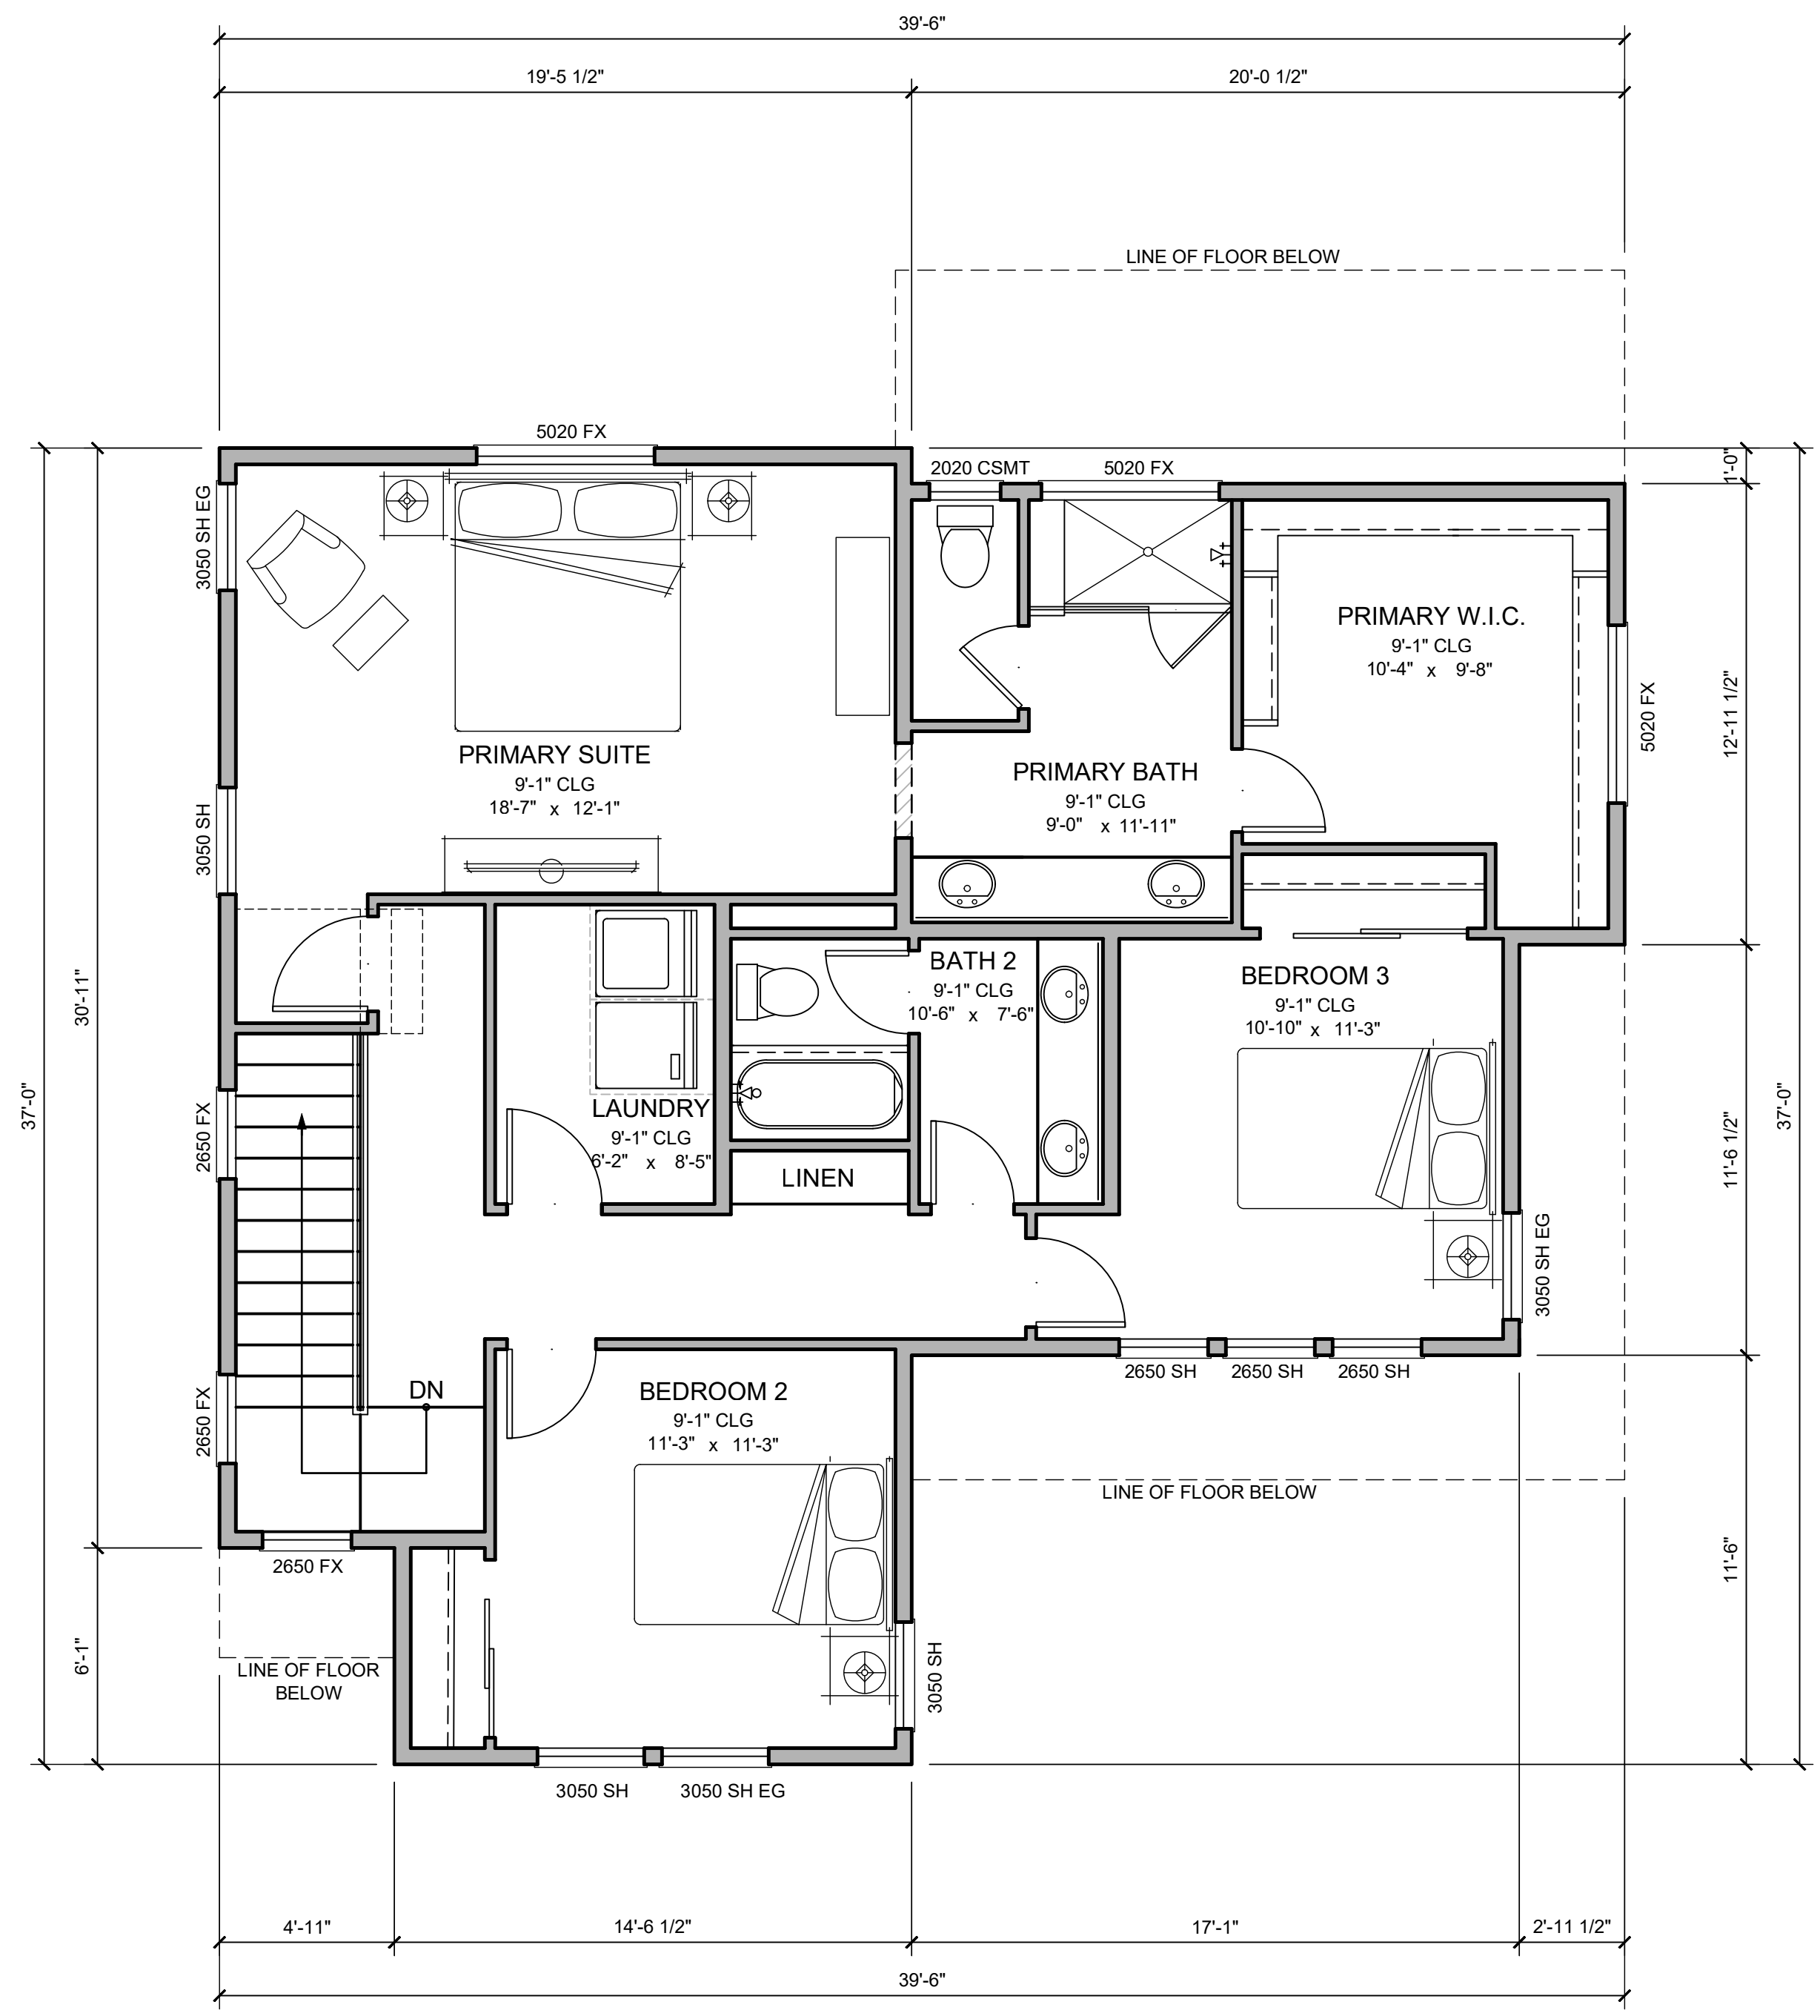 39'-6"
19'-5 1/2"
20'-0 1/2"
LINE OF FLOOR BELOW
5020 FX
2020 CSMT
5020 FX
1'-0"
3050 SH EG
PRIMARY W.I.C.
9'-1" CLG
10'-4" x 9'-8"
5020 FX
12'-11 1/2"
PRIMARY SUITE
9'-1" CLG
18'-7" x 12'-1"
PRIMARY BATH
9'-1" CLG
9'-0" x 11'-11"
3050 SH
30'-11"
37'-0"
BATH 2
9'-1" CLG
10'-6" x 7'-6"
BEDROOM 3
9'-1" CLG
10'-10" x 11'-3"
2650 FX
LAUNDRY
9'-1" CLG
6'-2" x 8'-5"
LINEN
11'-6 1/2"
37'-0"
3050 SH EG
2650 SH
2650 SH
2650 SH
DN
2650 FX
BEDROOM 2
9'-1" CLG
11'-3" x 11'-3"
LINE OF FLOOR BELOW
2650 FX
11'-6"
6'-1"
LINE OF FLOOR
BELOW
3050 SH
3050 SH
3050 SH EG
4'-11"
14'-6 1/2"
17'-1"
2'-11 1/2"
39'-6"